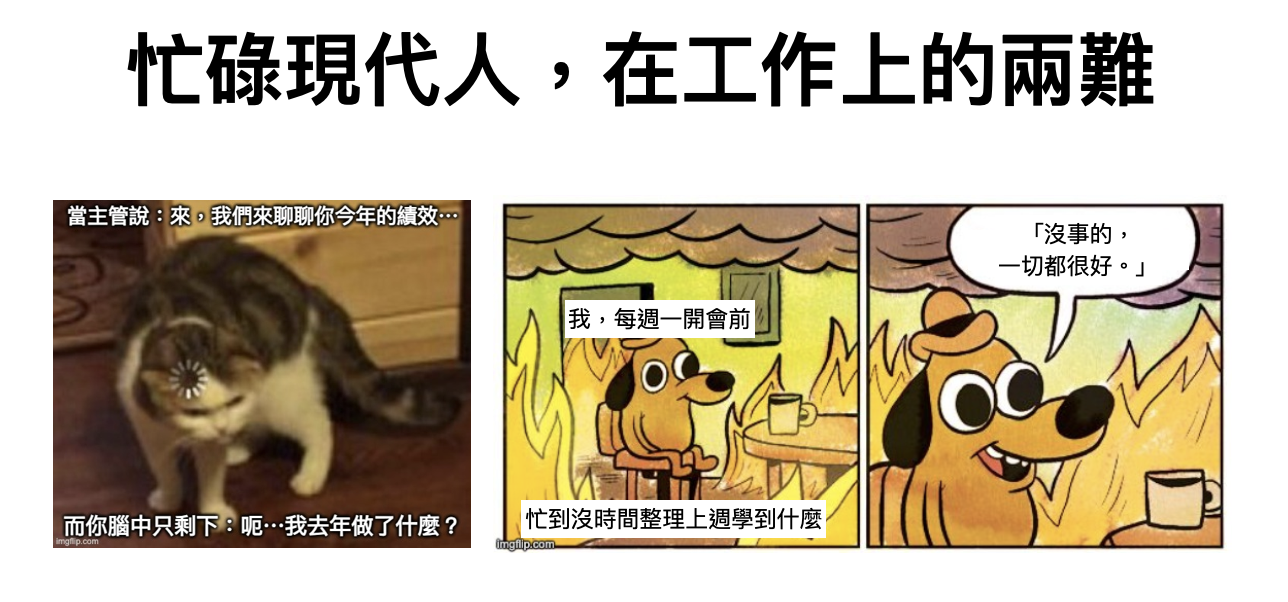 忙碌現代人，在工作上的兩難
當主管說：來，我們來聊聊你今年的績效…
而你腦中只剩下：呃…我去年做了什麼？
imgflip.com
我，每週一開會前
忙到沒時間整理上週學到什麼
imgflip.com
「沒事的，
一切都很好。」